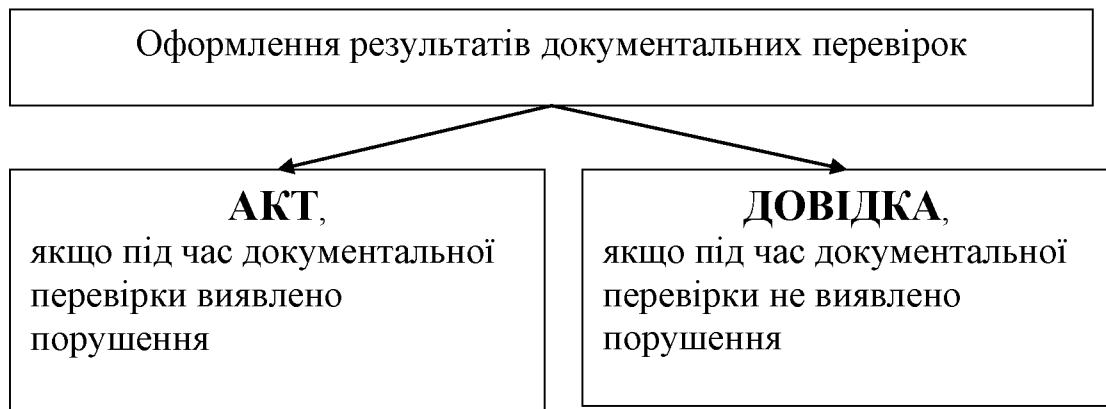 Оформлення результатів документальних перевірок
АКТ,
якщо під час документальної
перевірки виявлено
порушення
ДОВІДКА,
якщо під час документальної
перевірки не виявлено
порушення